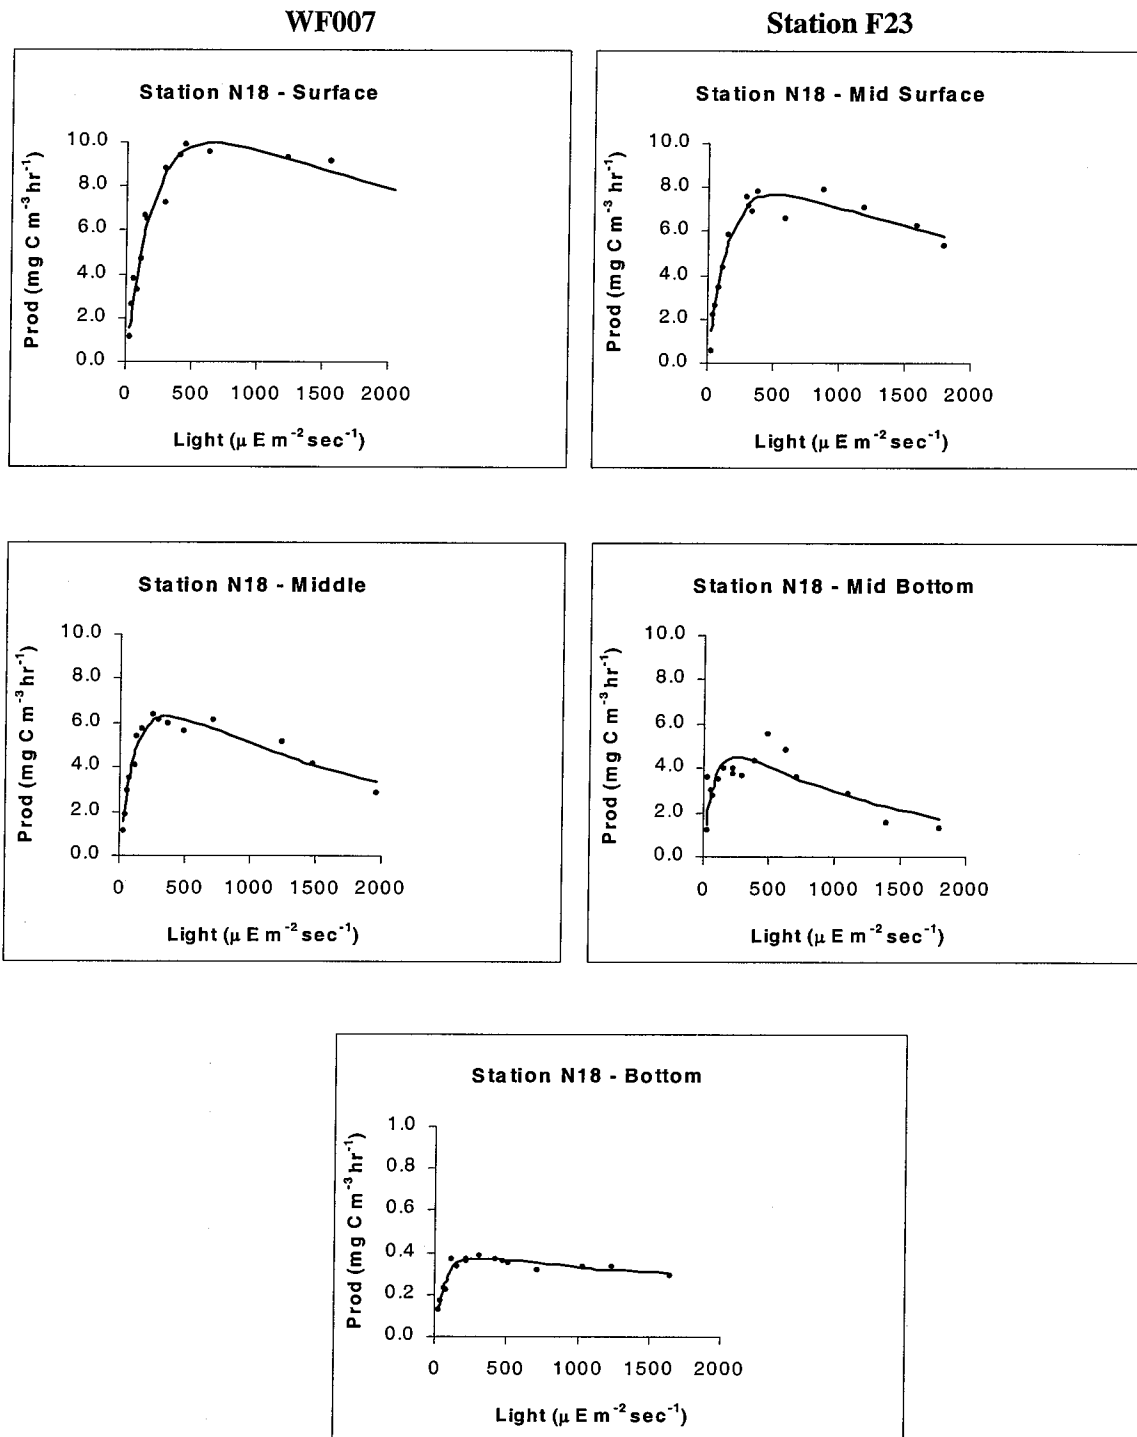 WF007
Station F23
Station N18 - Surface
Prod (mg C m⁻³ hr⁻¹)
10.0
8.0
6.0
4.0
2.0
0.0
0 500 1000 1500 2000
Light (µ E m⁻² sec⁻¹)
Station N18 - Mid Surface
Prod (mg C m⁻³ hr⁻¹)
10.0
8.0
6.0
4.0
2.0
0.0
0 500 1000 1500 2000
Light (µ E m⁻² sec⁻¹)
Station N18 - Middle
Prod (mg C m⁻³ hr⁻¹)
10.0
8.0
6.0
4.0
2.0
0.0
0 500 1000 1500 2000
Light (µ E m⁻² sec⁻¹)
Station N18 - Mid Bottom
Prod (mg C m⁻³ hr⁻¹)
10.0
8.0
6.0
4.0
2.0
0.0
0 500 1000 1500 2000
Light (µ E m⁻² sec⁻¹)
Station N18 - Bottom
Prod (mg C m⁻³ hr⁻¹)
1.0
0.8
0.6
0.4
0.2
0.0
0 500 1000 1500 2000
Light (µ E m⁻² sec⁻¹)